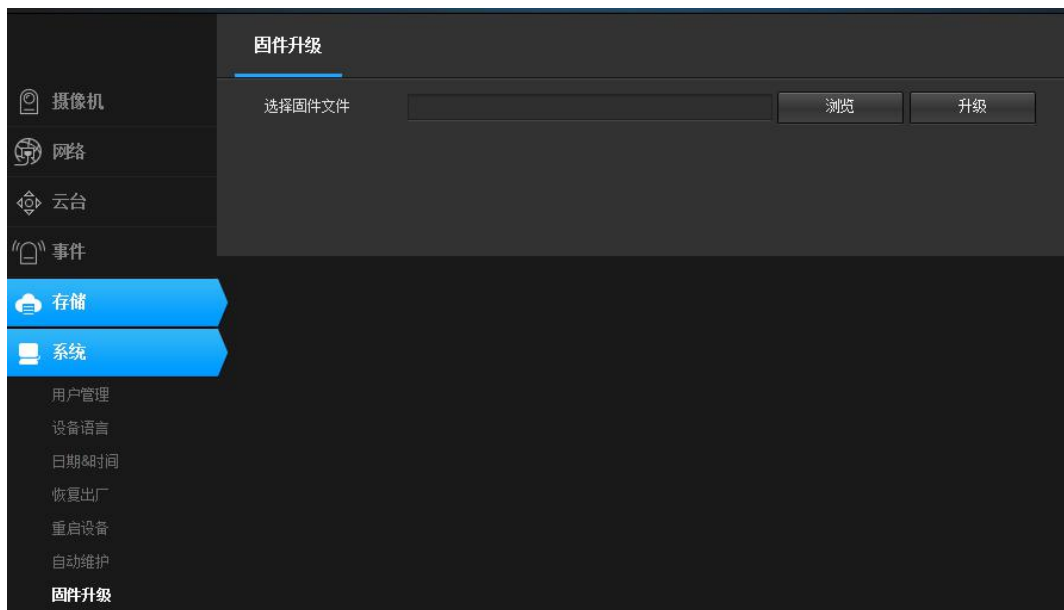 固件升级
选择固件文件 浏览 升级
摄像机
网络
云台
事件
存储
系统
用户管理
设备语言
日期&时间
恢复出厂
重启设备
自动维护
固件升级